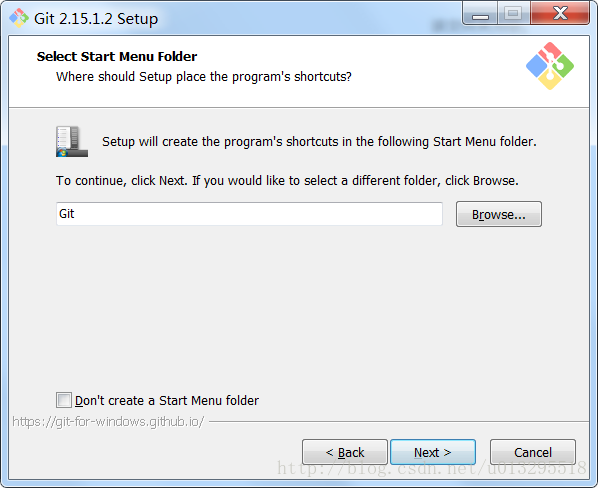 Git 2.15.1.2 Setup
Select Start Menu Folder
Where should Setup place the program's shortcuts?
Setup will create the program's shortcuts in the following Start Menu folder.
To continue, click Next. If you would like to select a different folder, click Browse.
Git
Browse...
Don't create a Start Menu folder
https://git-for-windows.github.io/
< Back
Next >
Cancel
http://blog.csdn.net/u013295518